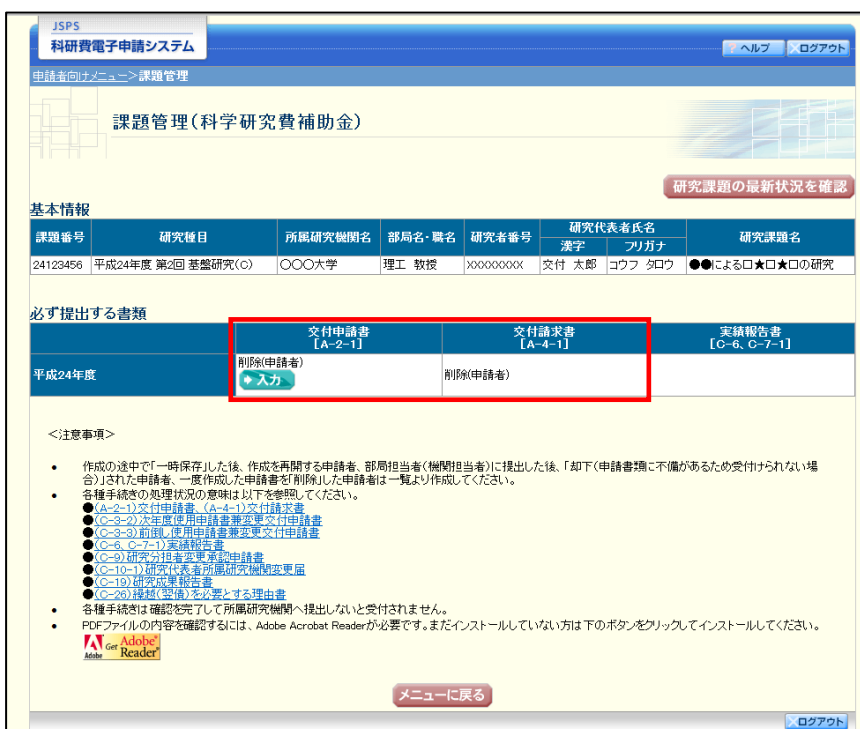 JSPS
科研費電子申請システム
? ヘルプ
ログアウト
申請者向けメニュー>課題管理
課題管理(科学研究費補助金)
研究課題の最新状況を確認
基本情報
課題番号 研究種目 所属研究機関名 部局名・職名 研究者番号 研究代表者氏名 研究課題名
漢字 フリガナ
24123456 平成24年度 第2回 基盤研究(C) 〇〇〇大学 理工 教授 XXXXXXXX 交付 太郎 コウフ タロウ ●●による□★□★□の研究
必ず提出する書類
交付申請書 交付請求書 実績報告書
[A-2-1] [A-4-1] [C-6、C-7-1]
平成24年度 削除(申請者) 削除(申請者)
入力
<注意事項>
• 作成の途中で「一時保存」した後、作成を再開する申請者、部局担当者(機関担当者)に提出した後、「却下(申請書類に不備があるため受付けられない場
合)」された申請者、一度作成した申請書を「削除」した申請者は一覧より作成してください。
• 各種手続きの処理状況の意味は以下を参照してください。
●(A-2-1)交付申請書、(A-4-1)交付請求書
●(C-3-2)次年度使用申請書兼変更交付申請書
●(C-3-3)前倒し使用申請書兼変更交付申請書
●(C-6、C-7-1)実績報告書
●(C-9)研究分担者変更承認申請書
●(C-10-1)研究代表者所属研究機関変更届
●(C-19)研究成果報告書
●(C-26)繰越(翌債)を必要とする理由書
• 各種手続きは確認を完了して所属研究機関へ提出しないと受付されません。
• PDFファイルの内容を確認するには、Adobe Acrobat Readerが必要です。まだインストールしていない方は下のボタンをクリックしてインストールしてください。
Adobe Get Adobe® Reader®
メニューに戻る
ログアウト